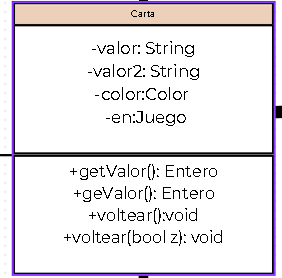 Carta
-valor: String
-valor2: String
-color:Color
-en:Juego
+getValor(): Entero
+geValor(): Entero
+voltear():void
+voltear(bool z): void